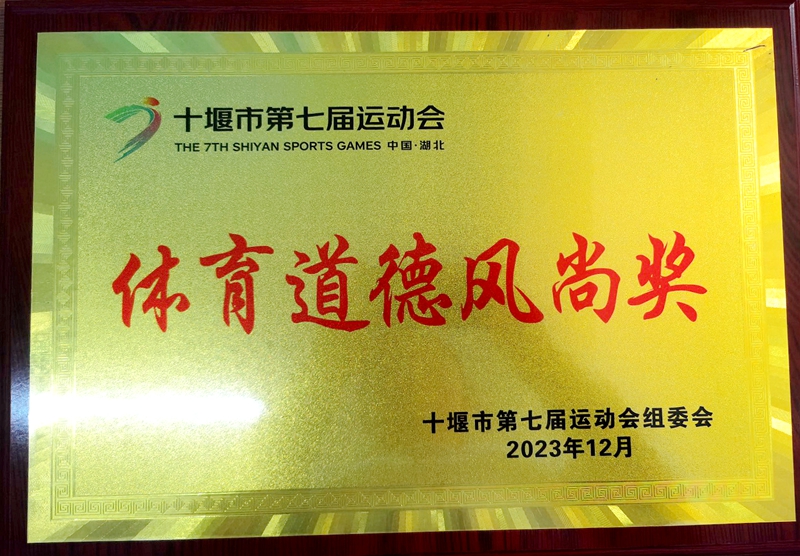 十堰市第七届运动会
THE 7TH SHIYAN SPORTS GAMES 中国·湖北
体育道德风尚奖
十堰市第七届运动会组委会
2023年12月